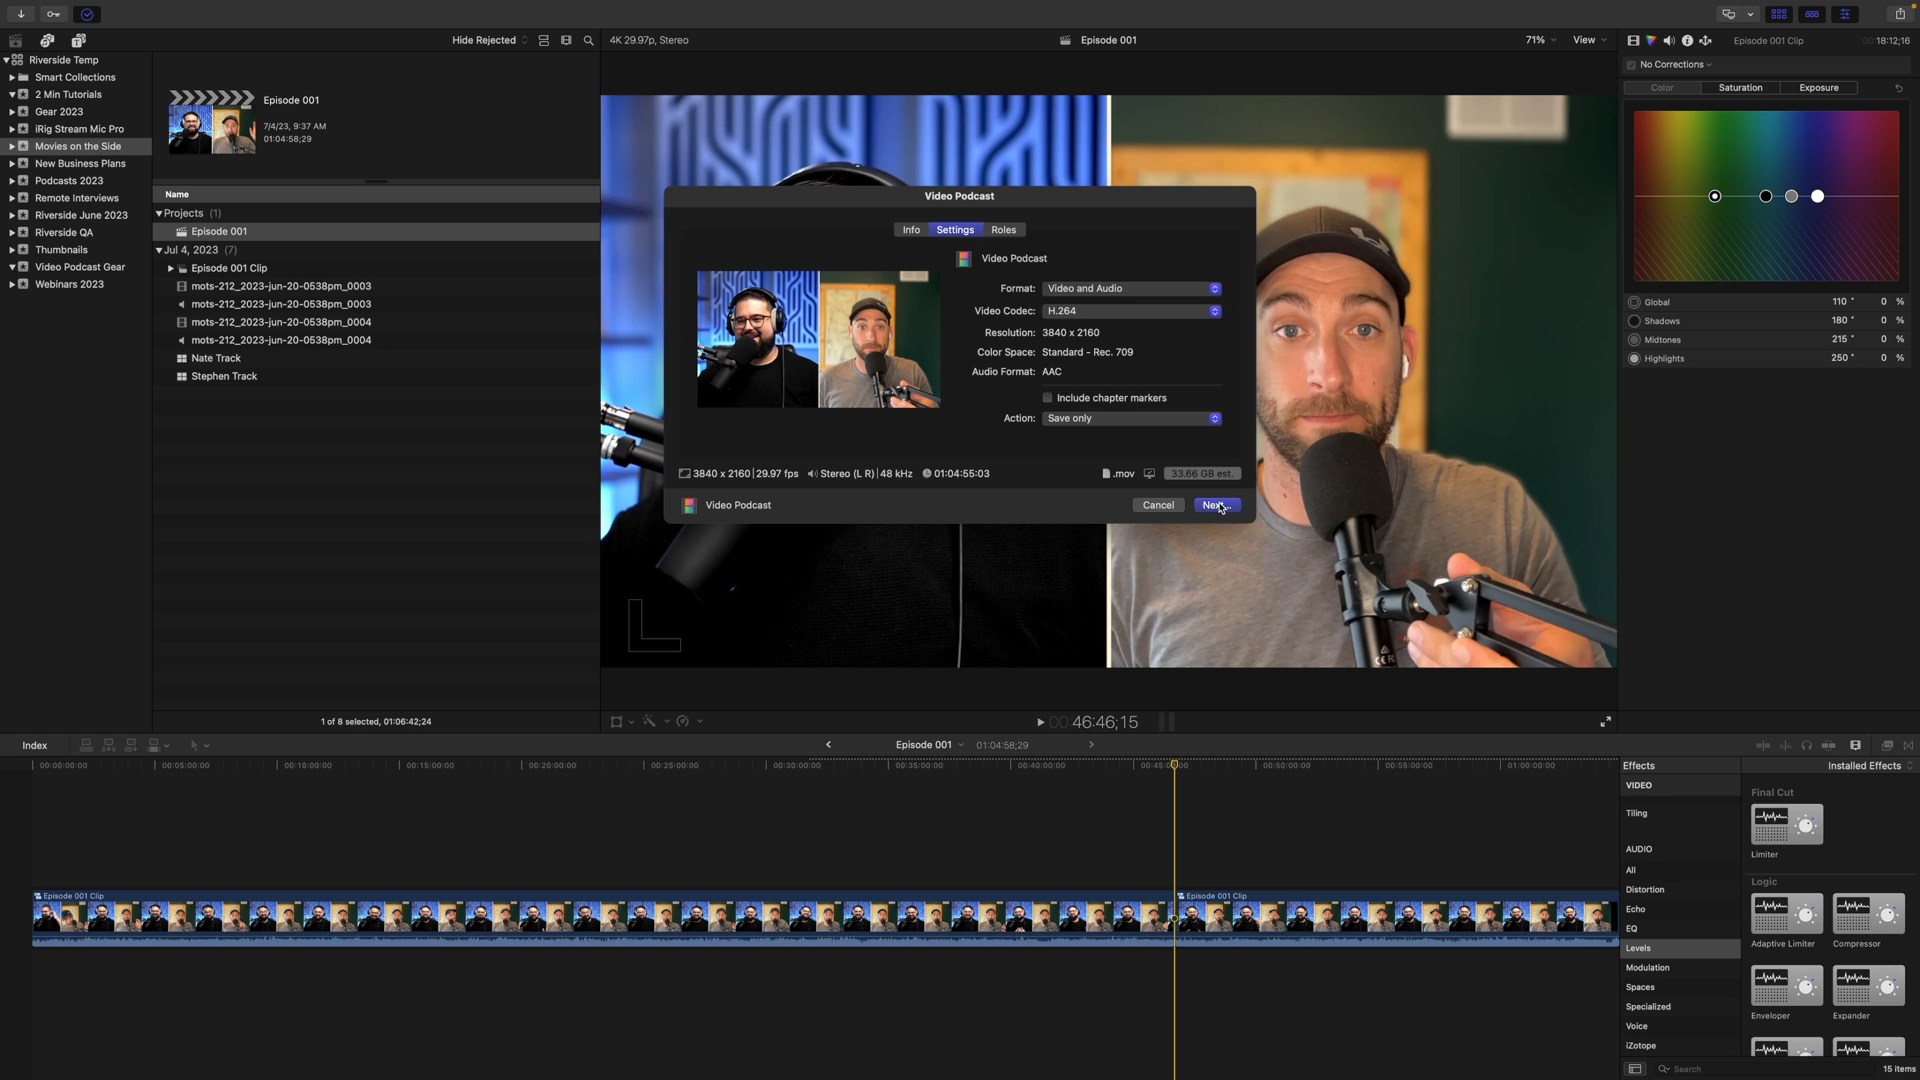 Hide Rejected
4K 29.97p, Stereo
Episode 001
71%
View
Episode 001 Clip
00:00:18:12;16
Riverside Temp
Smart Collections
2 Min Tutorials
Gear 2023
iRig Stream Mic Pro
Movies on the Side
New Business Plans
Podcasts 2023
Remote Interviews
Riverside June 2023
Riverside QA
Thumbnails
Video Podcast Gear
Webinars 2023
Episode 001
7/4/23, 9:37 AM
01:04:58;29
Name
Projects (1)
Episode 001
Jul 4, 2023 (7)
Episode 001 Clip
mots-212_2023-jun-20-0538pm_0003
mots-212_2023-jun-20-0538pm_0003
mots-212_2023-jun-20-0538pm_0004
mots-212_2023-jun-20-0538pm_0004
Nate Track
Stephen Track
1 of 8 selected, 01:06:42;24
Video Podcast
Info
Settings
Roles
Video Podcast
Format: Video and Audio
Video Codec: H.264
Resolution: 3840 x 2160
Color Space: Standard - Rec. 709
Audio Format: AAC
Include chapter markers
Action: Save only
3840 x 2160 | 29.97 fps
Stereo (L R) | 48 kHz
01:04:55:03
.mov
33.66 GB est.
Video Podcast
Cancel
Next...
No Corrections
Color
Saturation
Exposure
Global 110 ° 0 %
Shadows 180 ° 0 %
Midtones 215 ° 0 %
Highlights 250 ° 0 %
00:46:46;15
Index
Episode 001
01:04:58;29
00:00:00:00
00:05:00:00
00:10:00:00
00:15:00:00
00:20:00:00
00:25:00:00
00:30:00:00
00:35:00:00
00:40:00:00
00:45:00:00
00:50:00:00
00:55:00:00
01:00:00:00
Episode 001 Clip
Episode 001 Clip
Effects
Installed Effects
VIDEO
Tiling
AUDIO
All
Distortion
Echo
EQ
Levels
Modulation
Spaces
Specialized
Voice
iZotope
Final Cut
Limiter
Logic
Adaptive Limiter
Compressor
Enveloper
Expander
Search
15 items